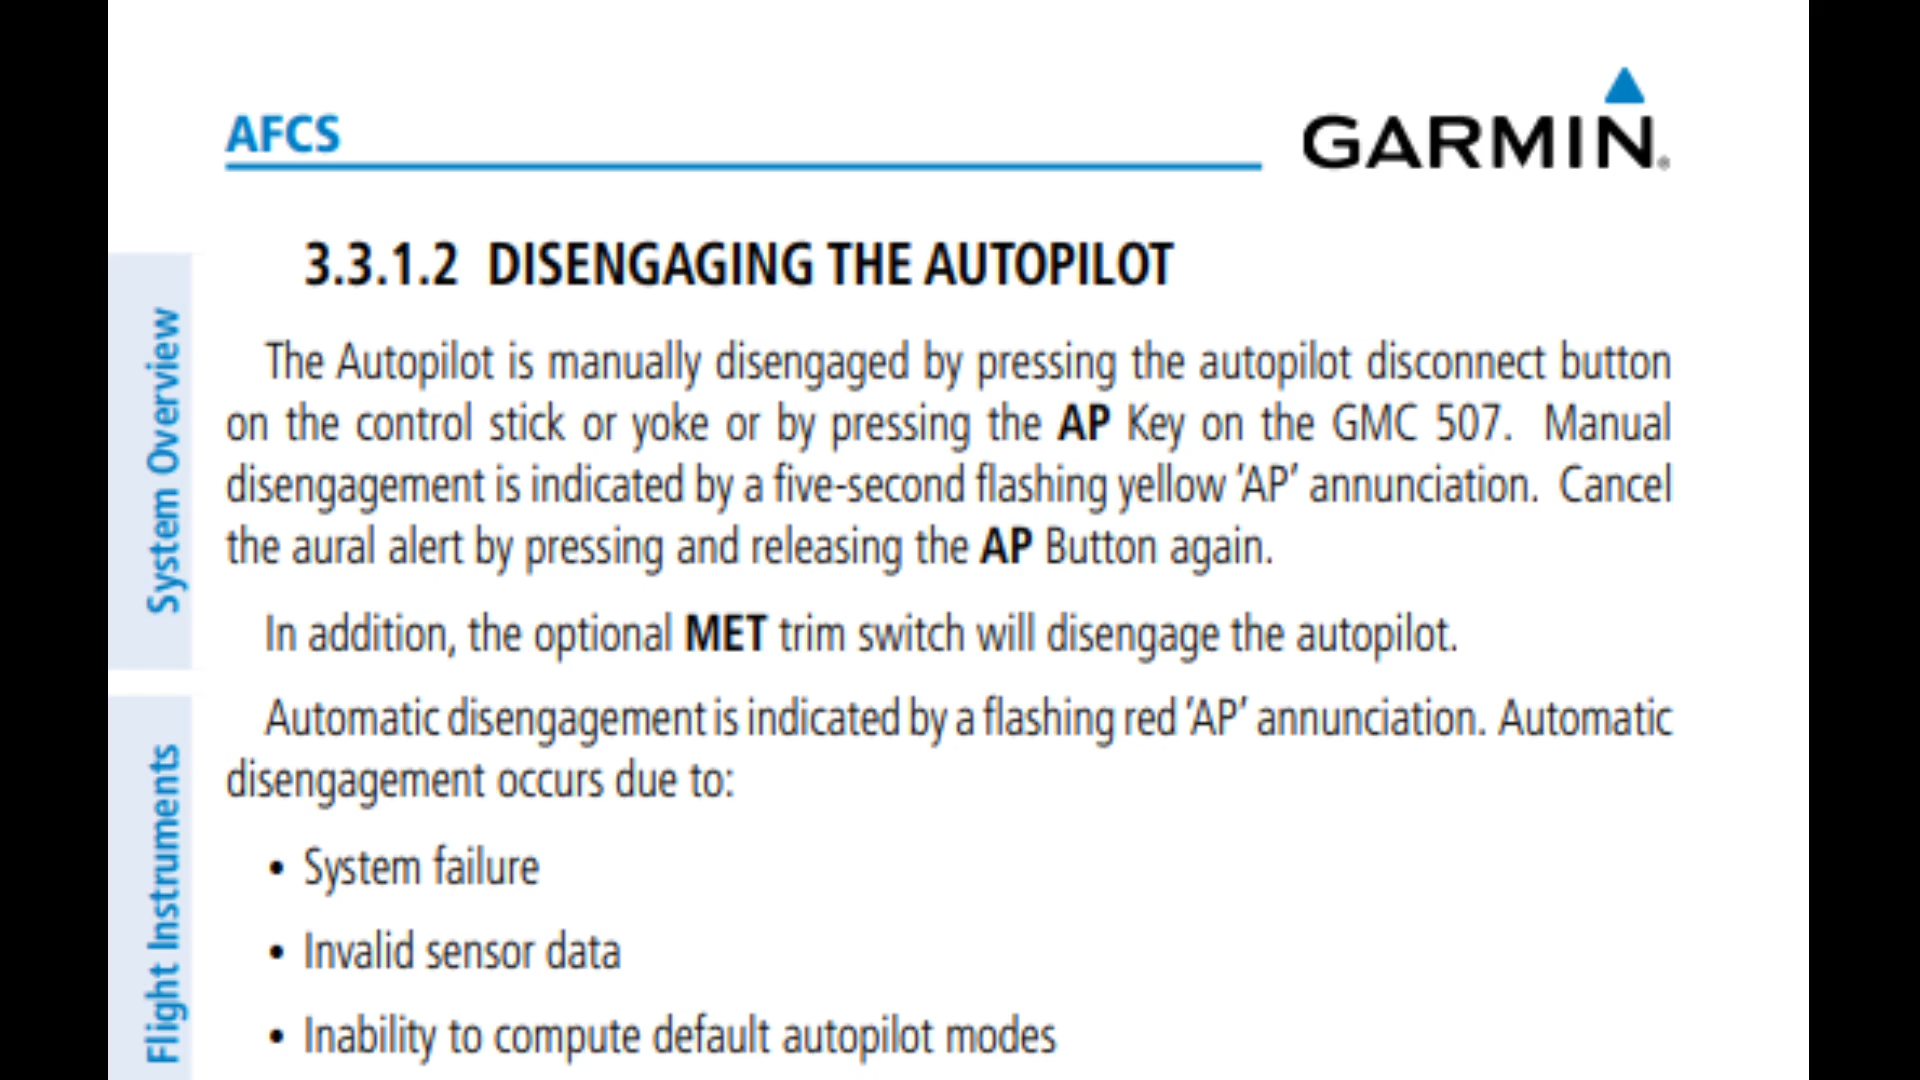 AFCS
GARMIN
3.3.1.2 DISENGAGING THE AUTOPILOT
The Autopilot is manually disengaged by pressing the autopilot disconnect button
on the control stick or yoke or by pressing the AP Key on the GMC 507. Manual
disengagement is indicated by a five-second flashing yellow 'AP' annunciation. Cancel
the aural alert by pressing and releasing the AP Button again.
In addition, the optional MET trim switch will disengage the autopilot.
Automatic disengagement is indicated by a flashing red 'AP' annunciation. Automatic
disengagement occurs due to:
• System failure
• Invalid sensor data
• Inability to compute default autopilot modes
System Overview
Flight Instruments